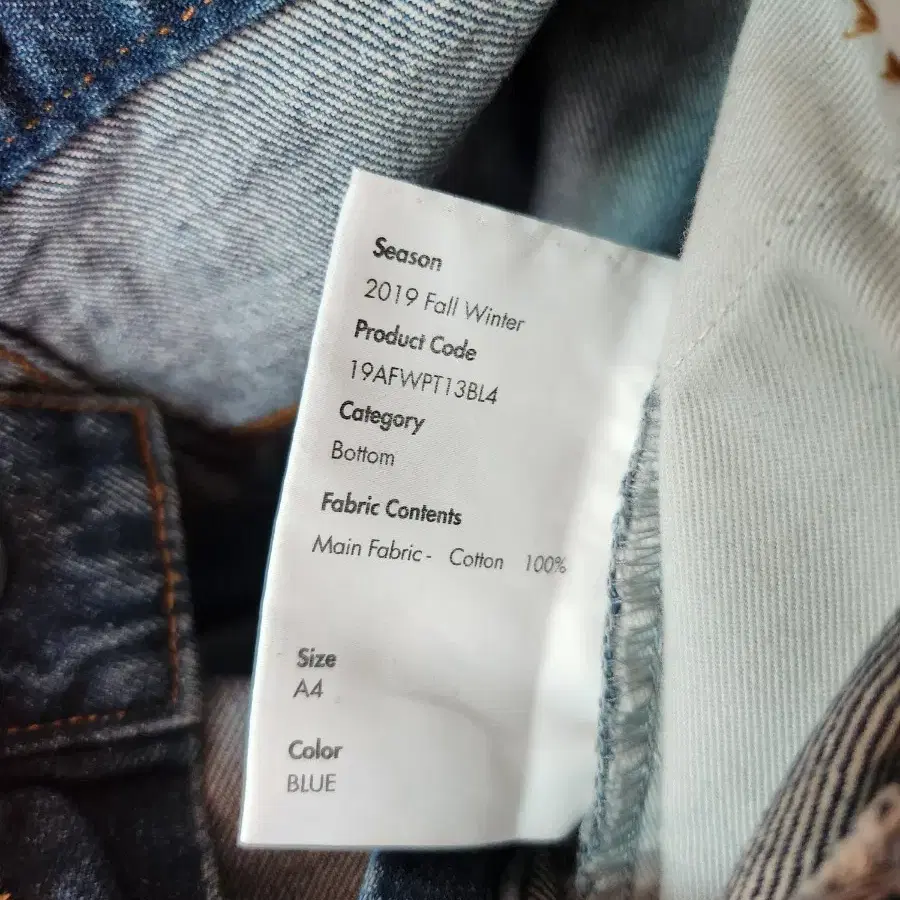 Season
2019 Fall Winter
Product Code
19AFWPT13BL4
Category
Bottom
Fabric Contents
Main Fabric - Cotton 100%
Size
A4
Color
BLUE